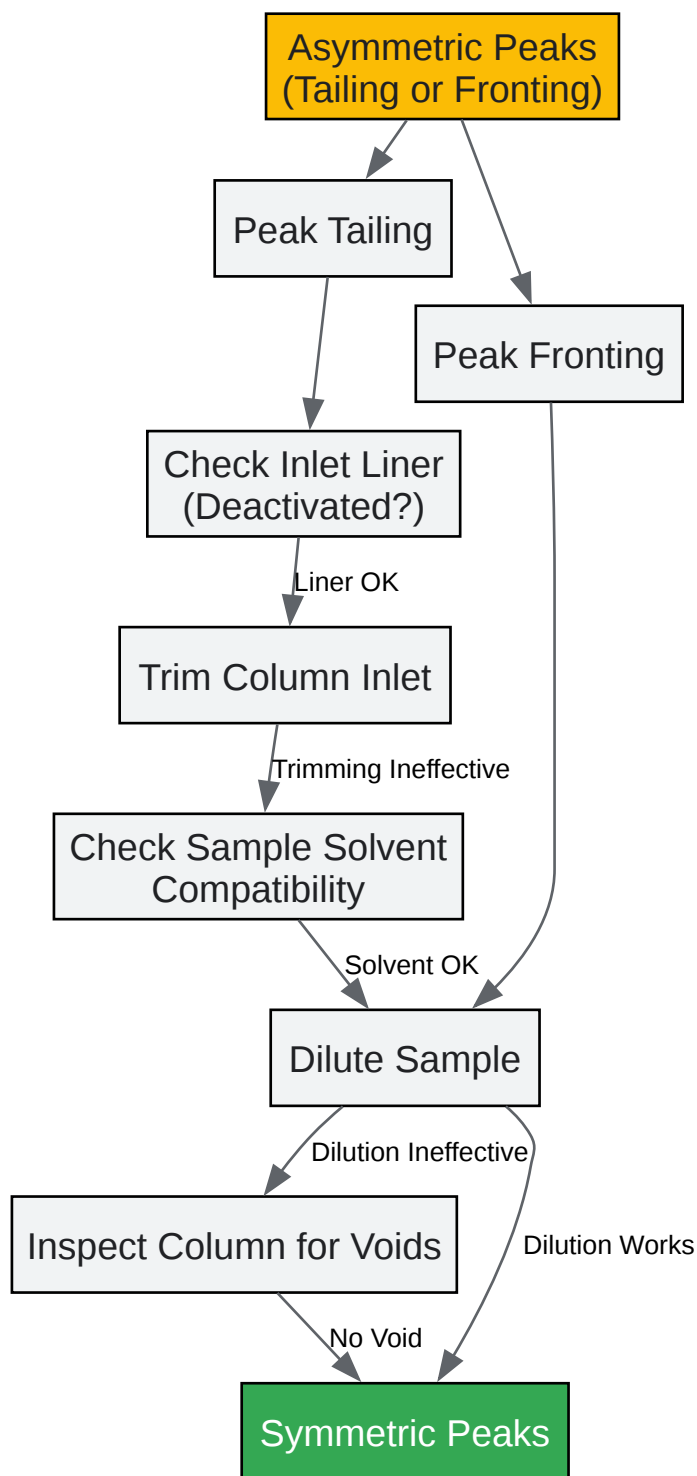 Asymmetric Peaks
(Tailing or Fronting)
Peak Tailing
Peak Fronting
Check Inlet Liner
(Deactivated?)
Liner OK
Trim Column Inlet
Trimming Ineffective
Check Sample Solvent
Compatibility
Solvent OK
Dilute Sample
Dilution Ineffective
Inspect Column for Voids
Dilution Works
No Void
Symmetric Peaks